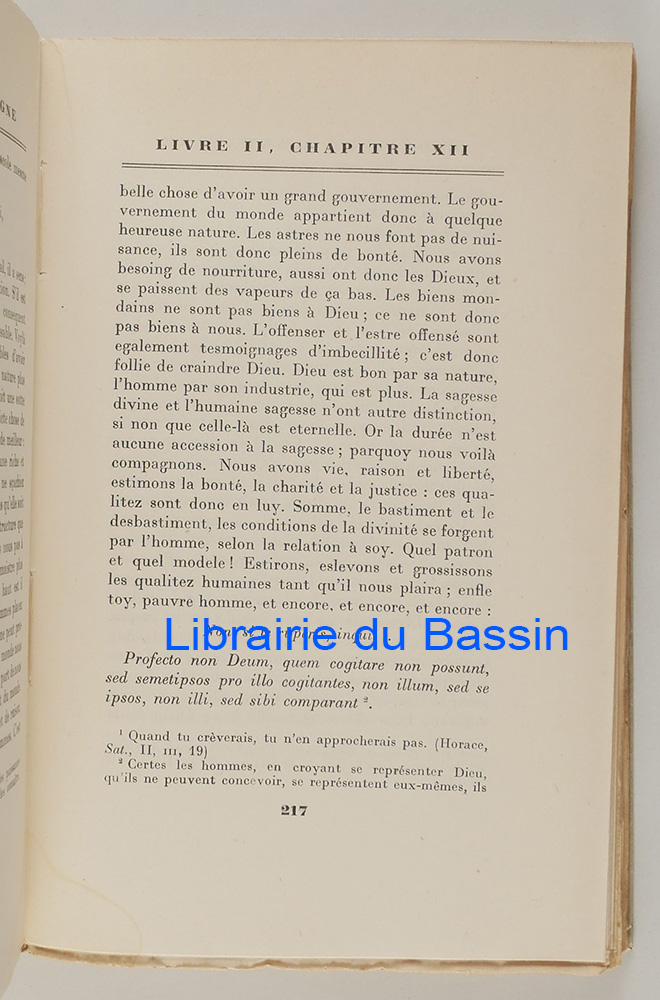 GNE
LIVRE II, CHAPITRE XII
belle chose d'avoir un grand gouvernement. Le gou-
vernement du monde appartient donc à quelque
heureuse nature. Les astres ne nous font pas de nui-
sance, ils sont donc pleins de bonté. Nous avons
besoing de nourriture, aussi ont donc les Dieux, et
se paissent des vapeurs de ça bas. Les biens mon-
dains ne sont pas biens à Dieu ; ce ne sont donc
pas biens à nous. L'offenser et l'estre offensé sont
egalement tesmoignages d'imbecillité ; c'est donc
follie de craindre Dieu. Dieu est bon par sa nature,
l'homme par son industrie, qui est plus. La sagesse
divine et l'humaine sagesse n'ont autre distinction,
si non que celle-là est eternelle. Or la durée n'est
aucune accession à la sagesse ; parquoy nous voilà
compagnons. Nous avons vie, raison et liberté,
estimons la bonté, la charité et la justice : ces qua-
litez sont donc en luy. Somme, le bastiment et le
desbastiment, les conditions de la divinité se forgent
par l'homme, selon la relation à soy. Quel patron
et quel modele ! Estirons, eslevons et grossissons
les qualitez humaines tant qu'il nous plaira ; enfle
toy, pauvre homme, et encore, et encore, et encore :
Librairie du Bassin
Profecto non Deum, quem cogitare non possunt,
sed semetipsos pro illo cogitantes, non illum, sed se
ipsos, non illi, sed sibi comparant ².
¹ Quand tu crèverais, tu n'en approcherais pas. (Horace,
Sat., II, III, 19)
² Certes les hommes, en croyant se représenter Dieu,
qu'ils ne peuvent concevoir, se représentent eux-mêmes, ils
217